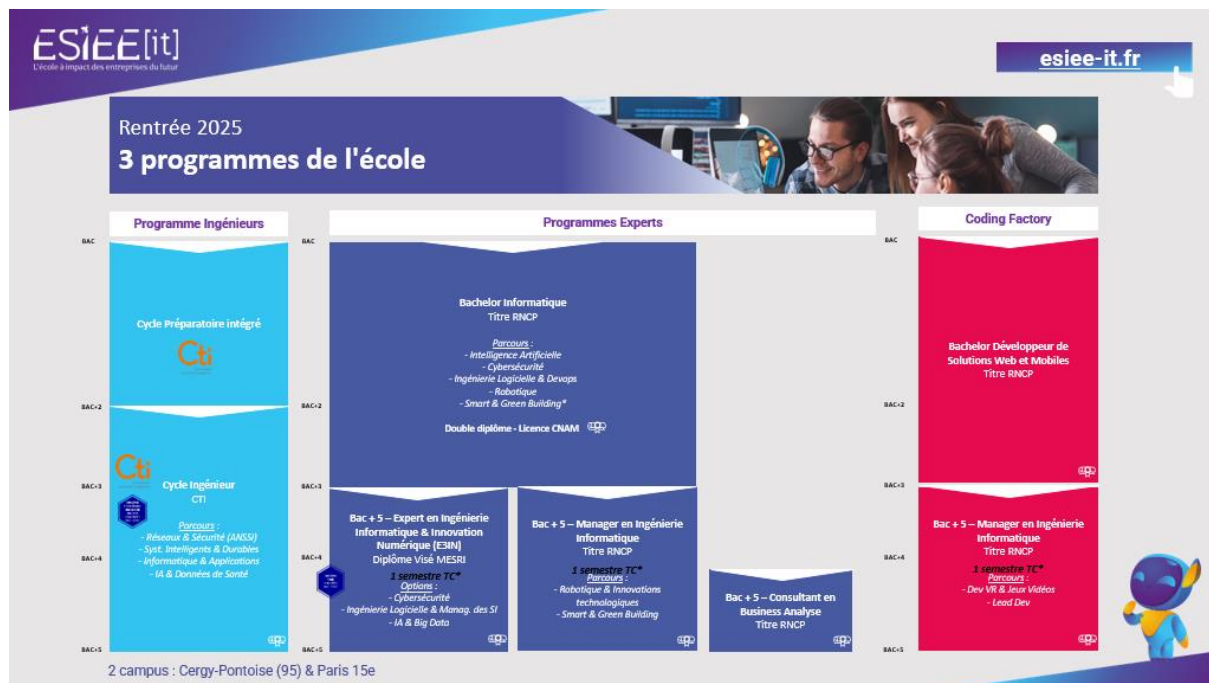 ESIEE[it]
L'école à impact des entreprises du futur
esiee-it.fr
Rentrée 2025
3 programmes de l'école
Programme Ingénieurs
BAC
Cycle Préparatoire intégré
Cti
BAC+2
Cti
Cycle Ingénieur
CTI
BAC+3
Parcours :
- Réseaux & Sécurité (ANSSI)
- Syst. Intelligents & Durables
- Informatique & Applications
- IA & Données de Santé
BAC+4
BAC+5
Programmes Experts
BAC
Bachelor Informatique
Titre RNCP
Parcours :
- Intelligence Artificielle
- Cybersécurité
- Ingénierie Logicielle & Devops
- Robotique
- Smart & Green Building*
Double diplôme - Licence CNAM
BAC+2
BAC+3
Bac + 5 – Expert en Ingénierie
Informatique & Innovation
Numérique (E3IN)
Diplôme Visé MESRI
1 semestre TC*
Options :
- Cybersécurité
- Ingénierie Logicielle & Manag. des SI
- IA & Big Data
BAC+4
BAC+5
Bac + 5 – Manager en Ingénierie
Informatique
Titre RNCP
1 semestre TC*
Parcours :
- Robotique & Innovations
technologiques
- Smart & Green Building
Bac + 5 – Consultant en
Business Analyse
Titre RNCP
Coding Factory
BAC
Bachelor Développeur de
Solutions Web et Mobiles
Titre RNCP
BAC+2
BAC+3
Bac + 5 – Manager en Ingénierie
Informatique
Titre RNCP
1 semestre TC*
Parcours :
- Dev VR & Jeux Vidéos
- Lead Dev
BAC+4
BAC+5
2 campus : Cergy-Pontoise (95) & Paris 15e